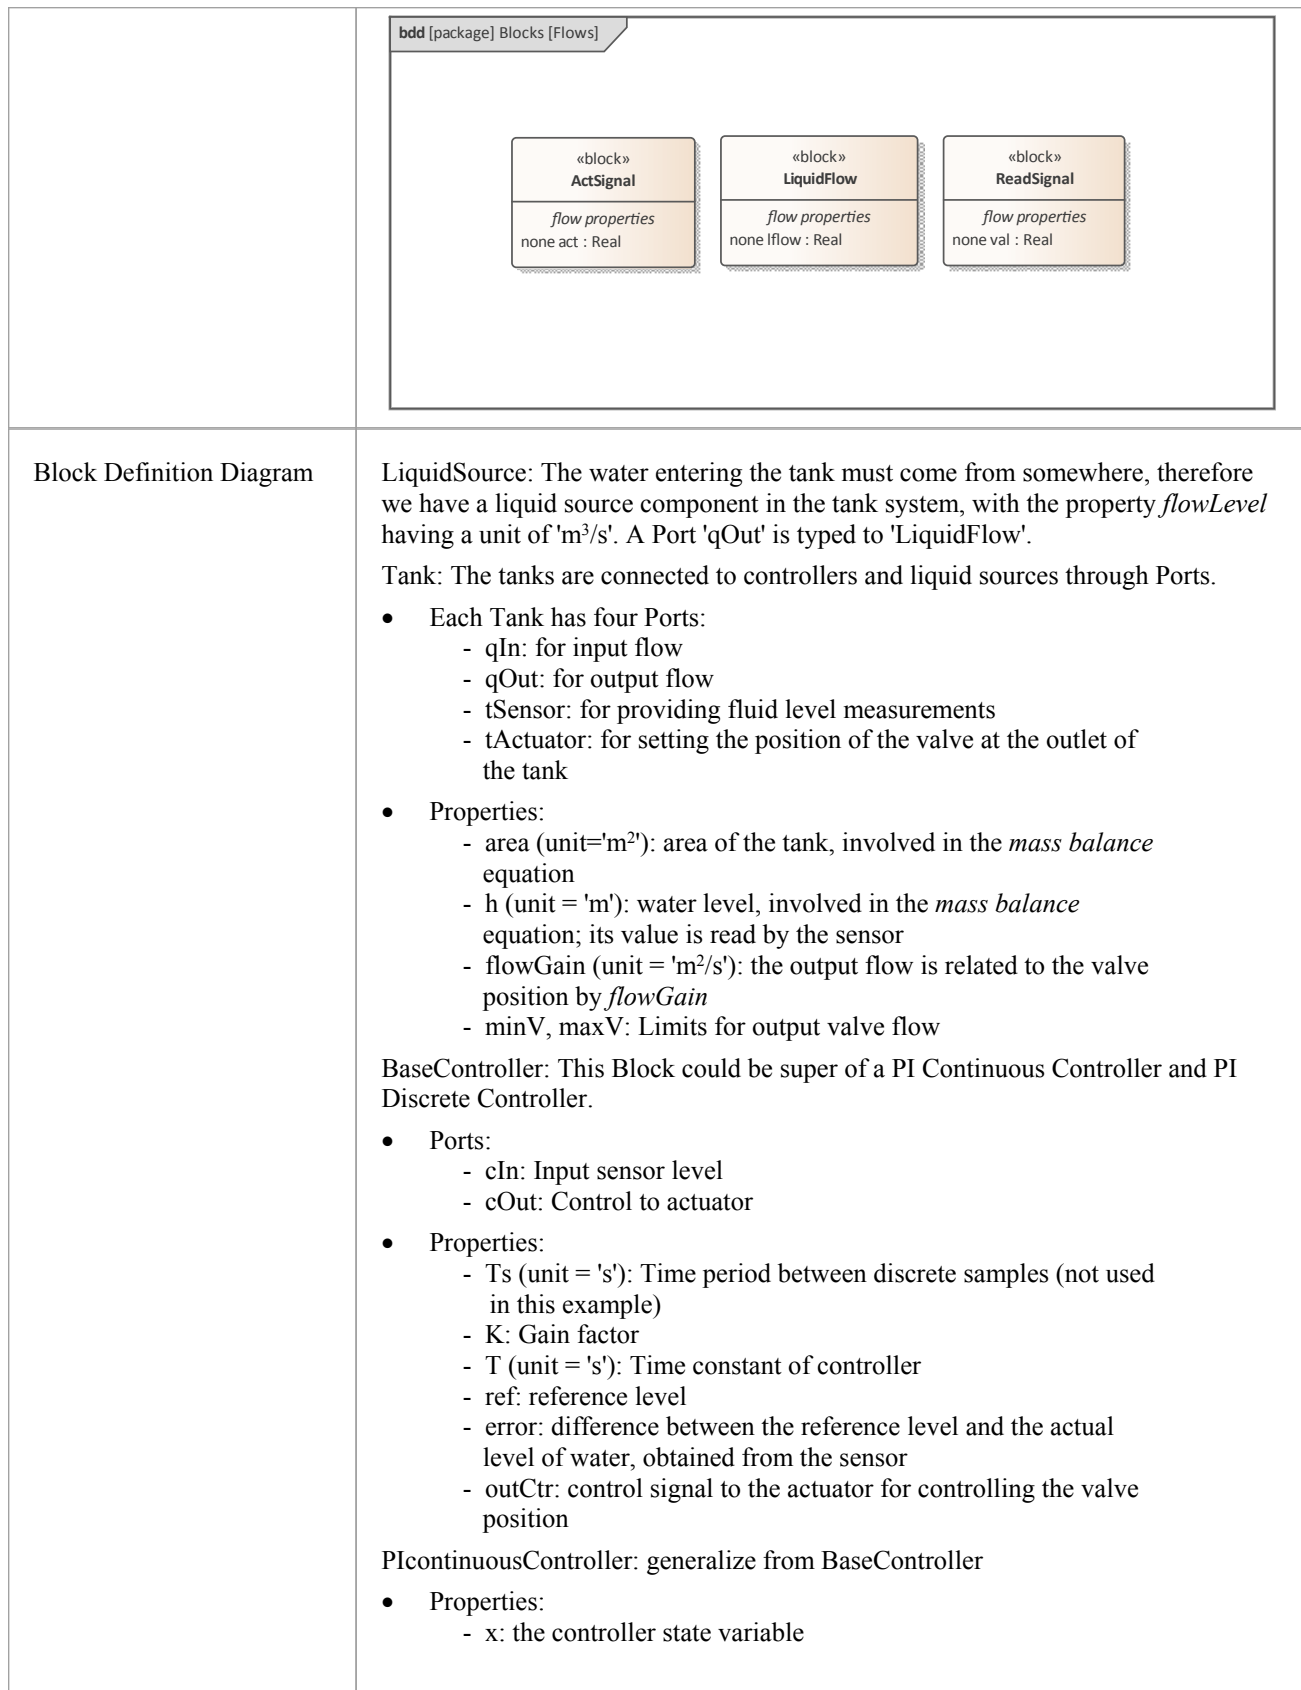 bdd [package] Blocks [Flows]
«block»
ActSignal
flow properties
none act : Real
«block»
LiquidFlow
flow properties
none lflow : Real
«block»
ReadSignal
flow properties
none val : Real
Block Definition Diagram
LiquidSource: The water entering the tank must come from somewhere, therefore
we have a liquid source component in the tank system, with the property flowLevel
having a unit of 'm³/s'. A Port 'qOut' is typed to 'LiquidFlow'.
Tank: The tanks are connected to controllers and liquid sources through Ports.
• Each Tank has four Ports:
- qIn: for input flow
- qOut: for output flow
- tSensor: for providing fluid level measurements
- tActuator: for setting the position of the valve at the outlet of
the tank
• Properties:
- area (unit='m²'): area of the tank, involved in the mass balance
equation
- h (unit = 'm'): water level, involved in the mass balance
equation; its value is read by the sensor
- flowGain (unit = 'm²/s'): the output flow is related to the valve
position by flowGain
- minV, maxV: Limits for output valve flow
BaseController: This Block could be super of a PI Continuous Controller and PI
Discrete Controller.
• Ports:
- cIn: Input sensor level
- cOut: Control to actuator
• Properties:
- Ts (unit = 's'): Time period between discrete samples (not used
in this example)
- K: Gain factor
- T (unit = 's'): Time constant of controller
- ref: reference level
- error: difference between the reference level and the actual
level of water, obtained from the sensor
- outCtr: control signal to the actuator for controlling the valve
position
PIcontinuousController: generalize from BaseController
• Properties:
- x: the controller state variable